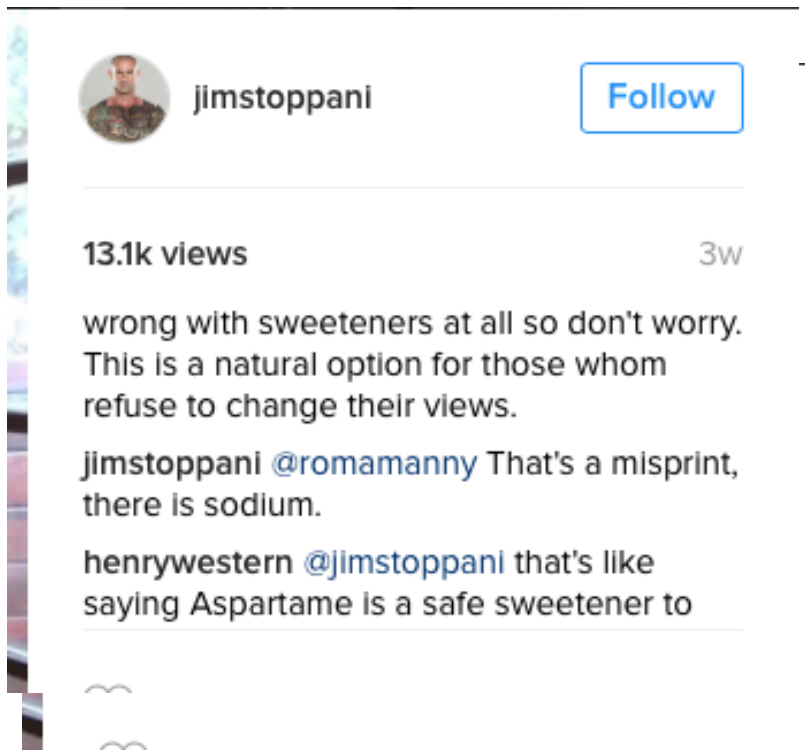 jimstoppani
Follow
13.1k views
3w
wrong with sweeteners at all so don't worry.
This is a natural option for those whom
refuse to change their views.
jimstoppani @romamanny That's a misprint,
there is sodium.
henrywestern @jimstoppani that's like
saying Aspartame is a safe sweetener to